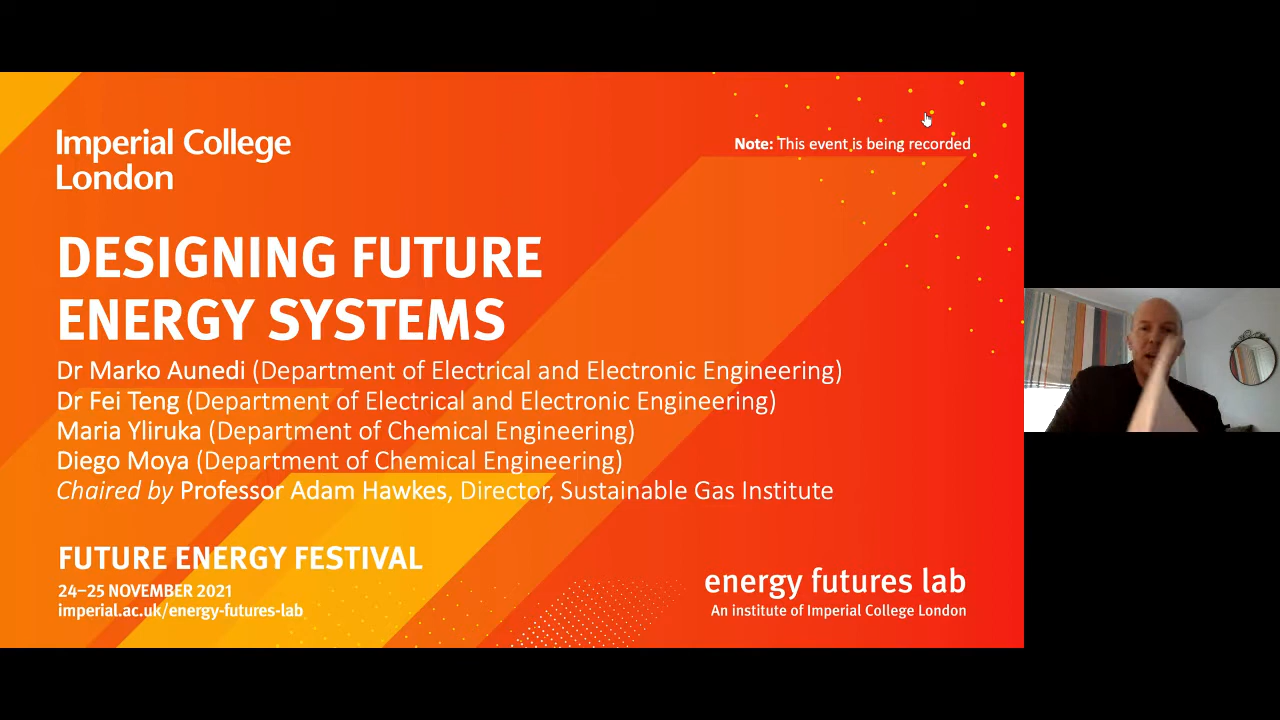 Imperial College
London
Note: This event is being recorded
DESIGNING FUTURE
ENERGY SYSTEMS
Dr Marko Aunedi (Department of Electrical and Electronic Engineering)
Dr Fei Teng (Department of Electrical and Electronic Engineering)
Maria Yliruka (Department of Chemical Engineering)
Diego Moya (Department of Chemical Engineering)
Chaired by Professor Adam Hawkes, Director, Sustainable Gas Institute
FUTURE ENERGY FESTIVAL
24–25 NOVEMBER 2021
imperial.ac.uk/energy-futures-lab
energy futures lab
An institute of Imperial College London